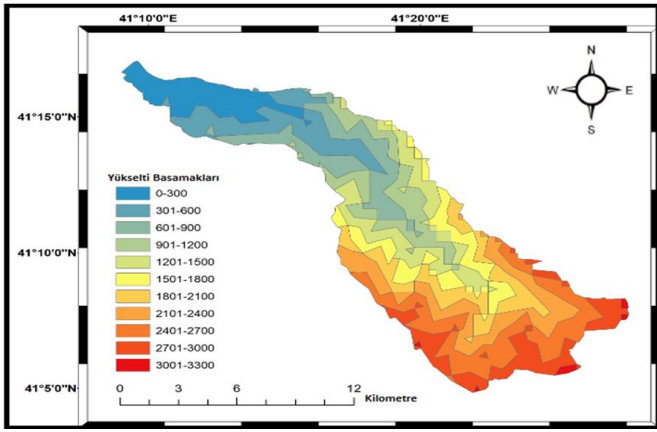 41°10'0"E 41°20'0"E
N
W E
S
41°15'0"N
41°10'0"N
41°5'0"N
Yükselti Basamakları
0-300
301-600
601-900
901-1200
1201-1500
1501-1800
1801-2100
2101-2400
2401-2700
2701-3000
3001-3300
0 3 6 12
Kilometre